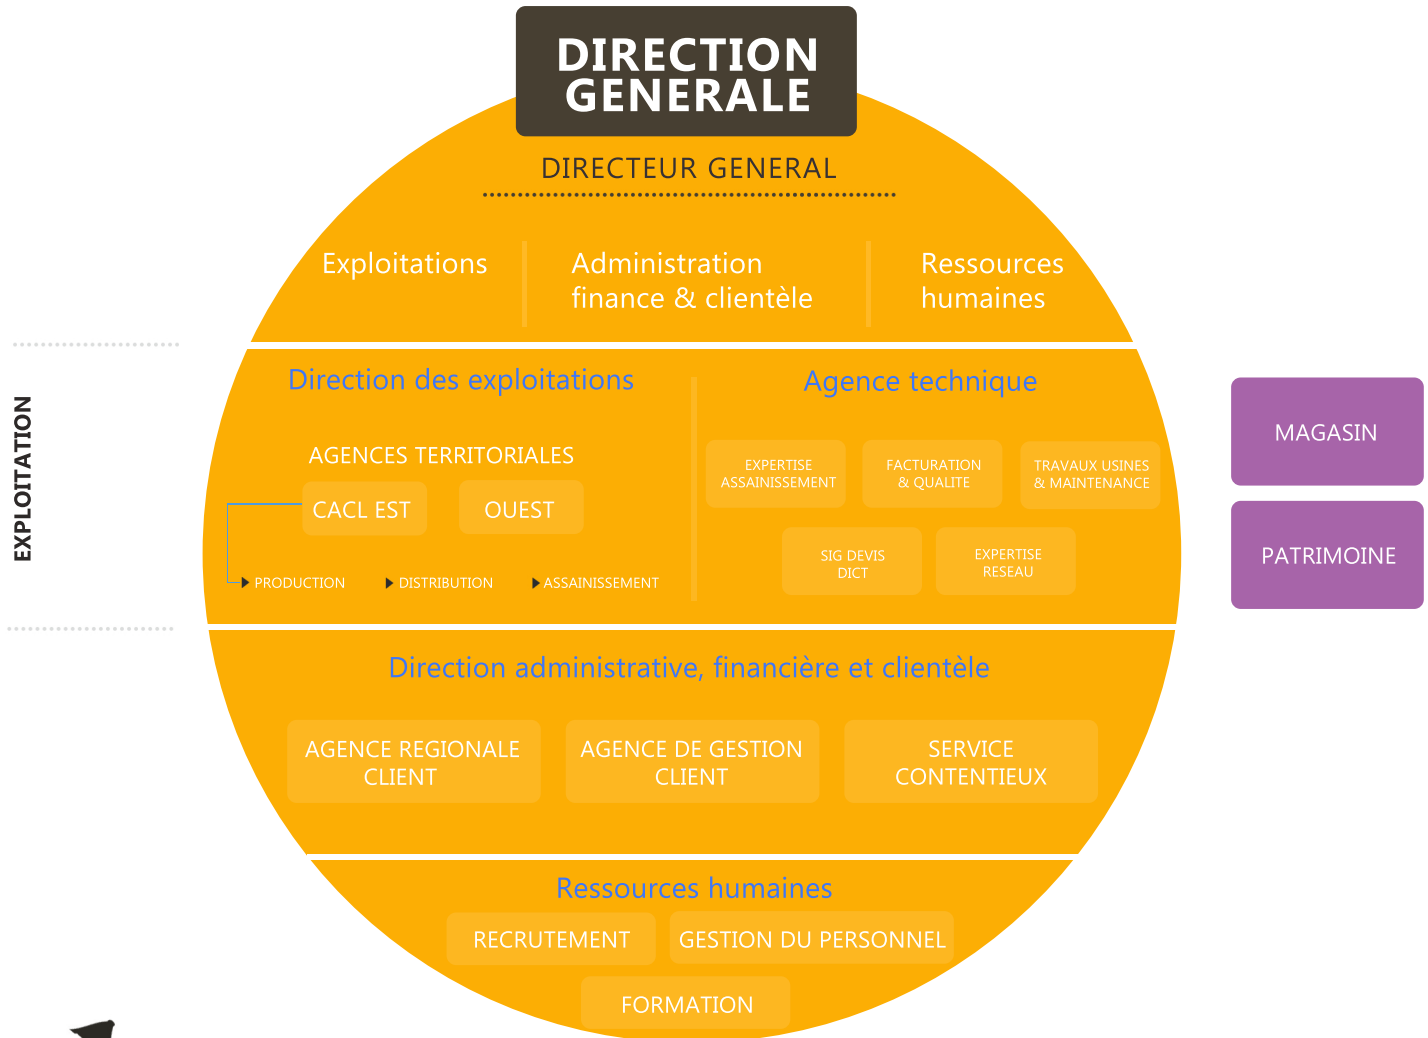 DIRECTION
GENERALE
DIRECTEUR GENERAL
Exploitations
Administration
finance & clientèle
Ressources
humaines
EXPLOITATION
Direction des exploitations
AGENCES TERRITORIALES
CACL EST
OUEST
PRODUCTION
DISTRIBUTION
ASSAINISSEMENT
Agence technique
EXPERTISE
ASSAINISSEMENT
FACTURATION
& QUALITE
TRAVAUX USINES
& MAINTENANCE
SIG DEVIS
DICT
EXPERTISE
RESEAU
MAGASIN
PATRIMOINE
Direction administrative, financière et clientèle
AGENCE REGIONALE
CLIENT
AGENCE DE GESTION
CLIENT
SERVICE
CONTENTIEUX
Ressources humaines
RECRUTEMENT
GESTION DU PERSONNEL
FORMATION